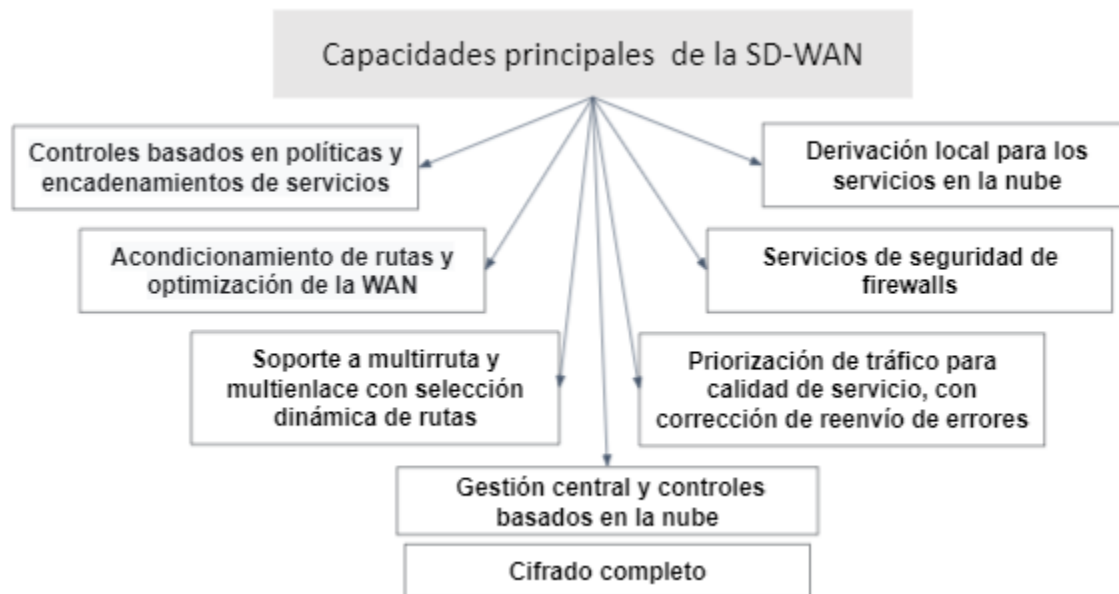 Capacidades principales de la SD-WAN
Controles basados en políticas y
encadenamientos de servicios
Derivación local para los
servicios en la nube
Acondicionamiento de rutas y
optimización de la WAN
Servicios de seguridad de
firewalls
Soporte a multirruta y
multienlace con selección
dinámica de rutas
Priorización de tráfico para
calidad de servicio, con
corrección de reenvío de errores
Gestión central y controles
basados en la nube
Cifrado completo